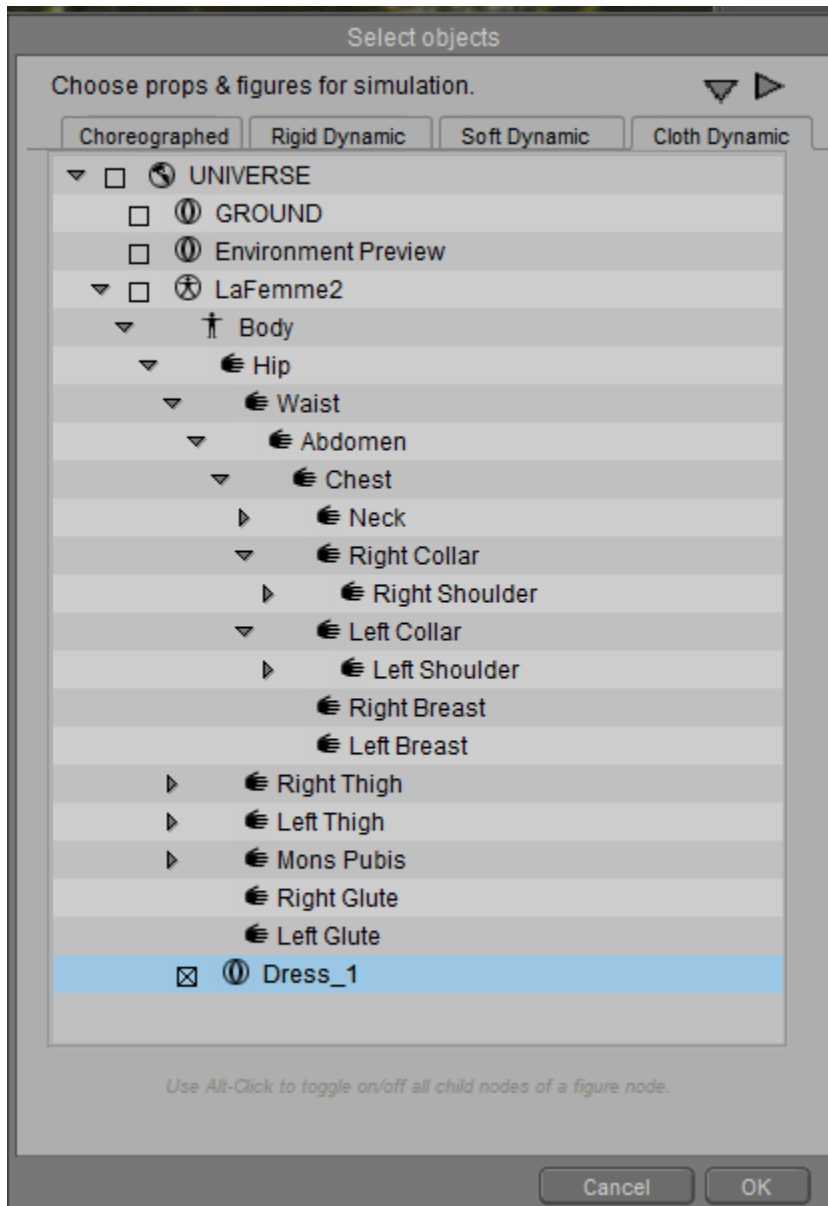 Select objects
Choose props & figures for simulation.
Choreographed Rigid Dynamic Soft Dynamic Cloth Dynamic
UNIVERSE
GROUND
Environment Preview
LaFemme2
Body
Hip
Waist
Abdomen
Chest
Neck
Right Collar
Right Shoulder
Left Collar
Left Shoulder
Right Breast
Left Breast
Right Thigh
Left Thigh
Mons Pubis
Right Glute
Left Glute
Dress_1
Use Alt-Click to toggle on/off all child nodes of a figure node.
Cancel OK